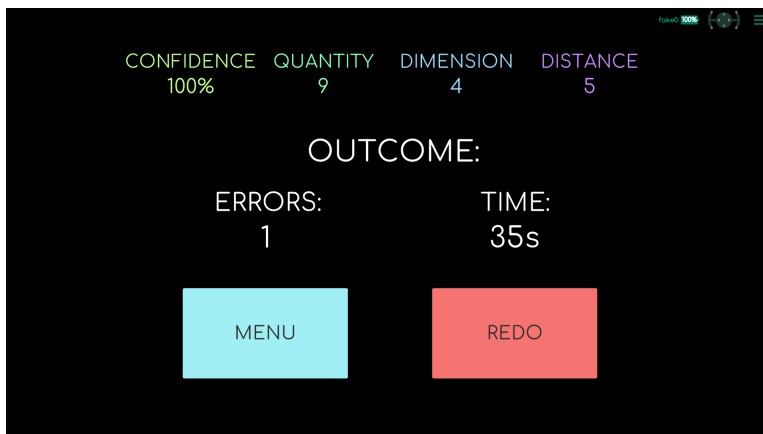 fake0 100%
CONFIDENCE QUANTITY DIMENSION DISTANCE
100% 9 4 5
OUTCOME:
ERRORS: TIME:
1 35s
MENU REDO